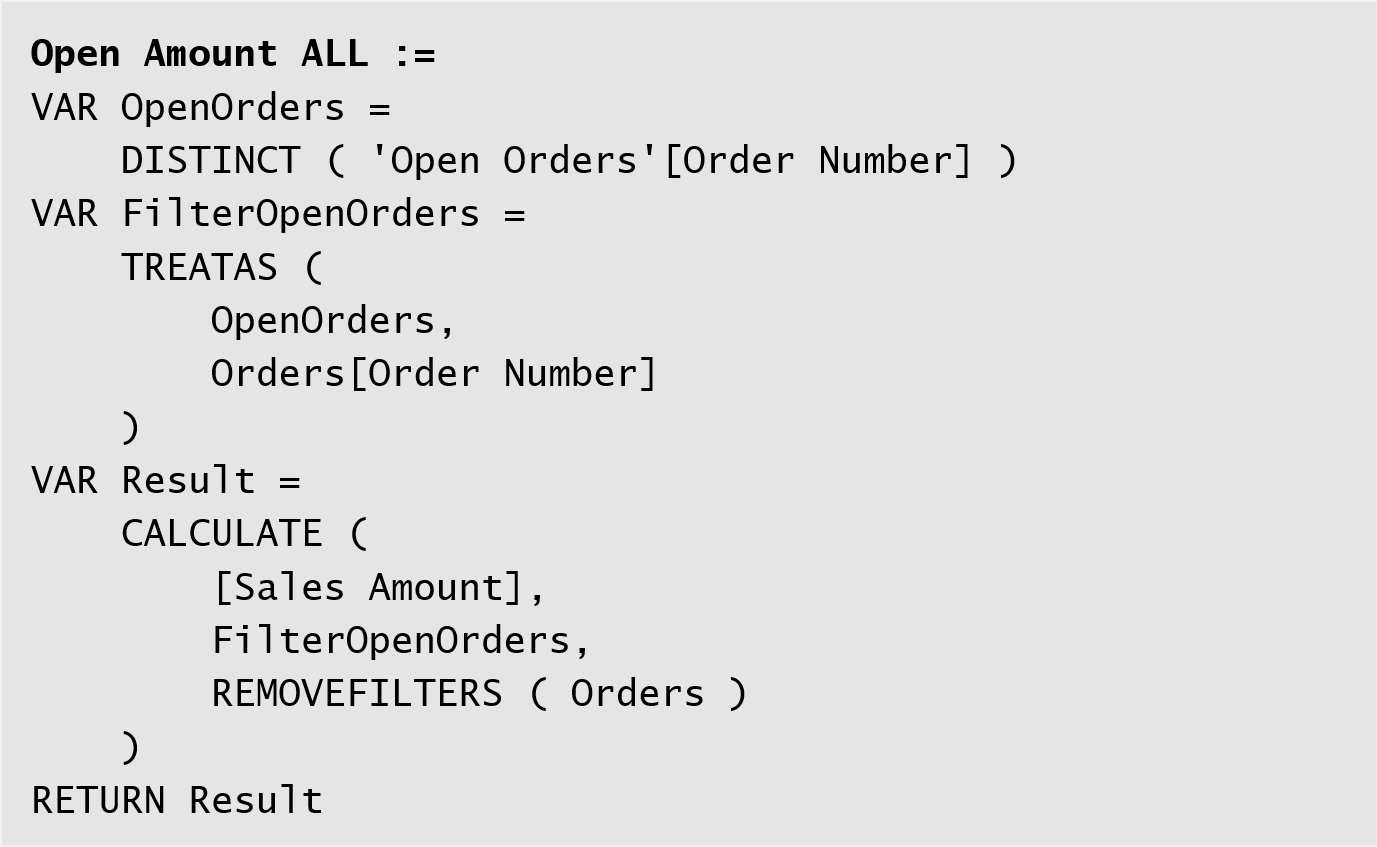 Open Amount ALL :=
VAR OpenOrders =
    DISTINCT ( 'Open Orders'[Order Number] )
VAR FilterOpenOrders =
    TREATAS (
        OpenOrders,
        Orders[Order Number]
    )
VAR Result =
    CALCULATE (
        [Sales Amount],
        FilterOpenOrders,
        REMOVEFILTERS ( Orders )
    )
RETURN Result